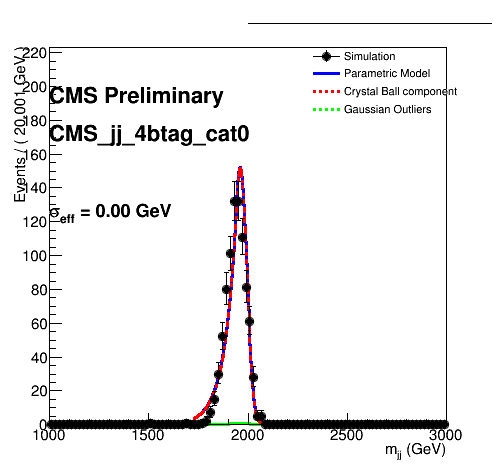 Events / ( 20.001 GeV )
220
200
180
160
140
120
100
80
60
40
20
0
CMS Preliminary
CMS_jj_4btag_cat0
σeff = 0.00 GeV
Simulation
Parametric Model
Crystal Ball component
Gaussian Outliers
1000 1500 2000 2500 3000
mjj (GeV)